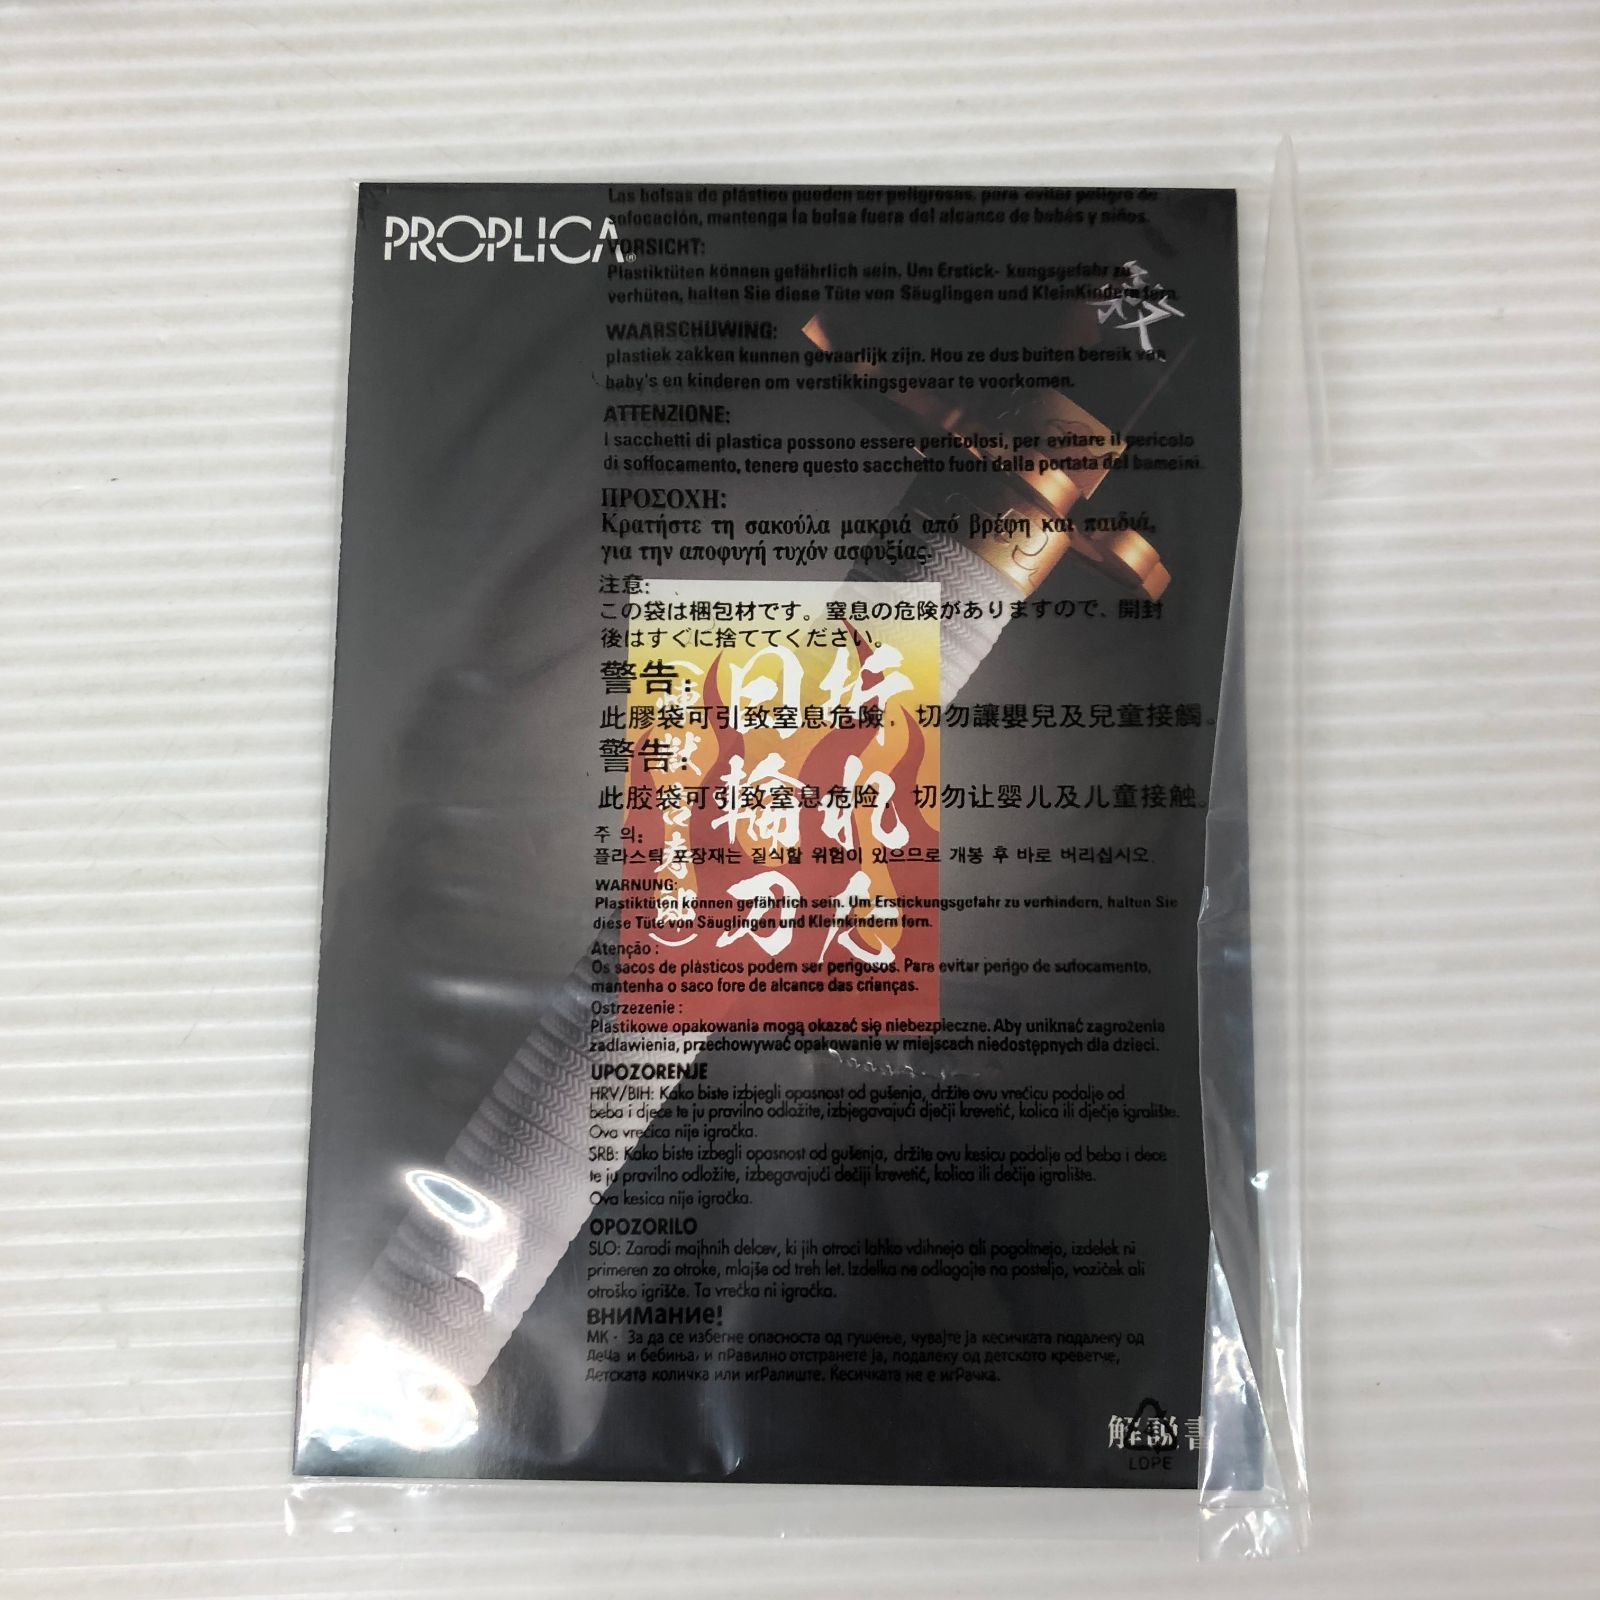 PROPLICA®
Las bolsas de plástico pueden ser peligrosas, para evitar peligro de
sofocación, mantenga la bolsa fuera del alcance de bebés y niños.
VORSICHT:
Plastiktüten können gefährlich sein. Um Erstick- kungsgefahr zu
verhüten, halten Sie diese Tüte von Säuglingen und KleinKindern fern.
WAARSCHUWING:
plastiek zakken kunnen gevaarlijk zijn. Hou ze dus buiten bereik van
baby's en kinderen om verstikkingsgevaar te voorkomen.
ATTENZIONE:
I sacchetti di plastica possono essere pericolosi, per evitare il pericolo
di soffocamento, tenere questo sacchetto fuori dalla portata del bameini.
ΠΡΟΣΟΧΗ:
Κρατήστε τη σακούλα μακριά από βρέφη και παιδιά,
για την αποφυγή τυχόν ασφυξίας.
注意:
この袋は梱包材です。窒息の危険がありますので、開封
後はすぐに捨ててください。
警告:
此膠袋可引致窒息危險，切勿讓嬰兒及兒童接觸。
警告:
此胶袋可引致窒息危险，切勿让婴儿及儿童接触。
주 의:
플라스틱 포장재는 질식할 위험이 있으므로 개봉 후 바로 버리십시오.
WARNUNG:
Plastiktüten können gefährlich sein. Um Erstickungsgefahr zu verhindern, halten Sie
diese Tüte von Säuglingen und Kleinkindern fern.
Atenção :
Os sacos de plásticos podem ser perigosos. Para evitar perigo de sufocamento,
mantenha o saco fore de alcance das crianças.
Ostrzezenie :
Plastikowe opakowania mogą okazać się niebezpieczne. Aby uniknąć zagrożenia
zadławienia, przechowywać opakowanie w miejscach niedostępnych dla dzieci.
UPOZORENJE
HRV/BIH: Kako biste izbjegli opasnost od gušenja, držite ovu vrećicu podalje od
beba i djece te ju pravilno odložite, izbjegavajući dječji krevetić, kolica ili dječje igralište.
Ova vrećica nije igračka.
SRB: Kako biste izbegli opasnost od gušenja, držite ovu kesicu podalje od beba i dece
te ju pravilno odložite, izbegavajući dečiji krevetić, kolica ili dečije igralište.
Ova kesica nije igračka.
OPOZORILO
SLO: Zaradi majhnih delcev, ki jih otroci lahko vdihnejo ali pogoltnejo, izdelek ni
primeren za otroke, mlajše od treh let. Izdelka ne odlagajte na posteljo, voziček ali
otroško igrišče. Ta vrečka ni igračka.
внимание!
МК - За да се избегне опасноста од гушење, чувајте ја кесичката подалеку од
Деца и бебиња, и пРавилно отстранете ја, подалеку од детското креветче,
Детската количка или игРалиште. Кесичката не е игРачка.
折れた
日輪刀
(煉獄杏寿郎)
解説書
LDPE